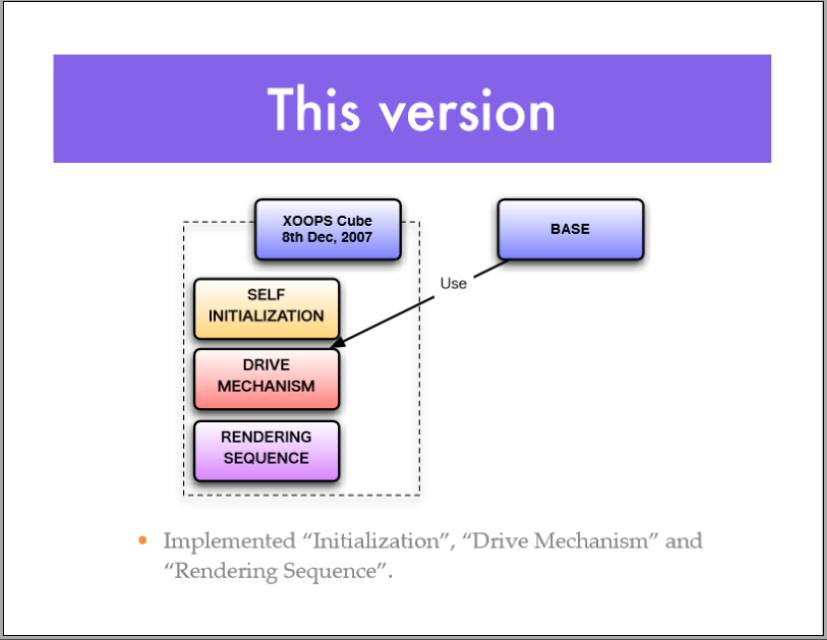 This version
XOOPS Cube
8th Dec, 2007
BASE
Use
SELF
INITIALIZATION
DRIVE
MECHANISM
RENDERING
SEQUENCE
• Implemented “Initialization”, “Drive Mechanism” and
“Rendering Sequence”.